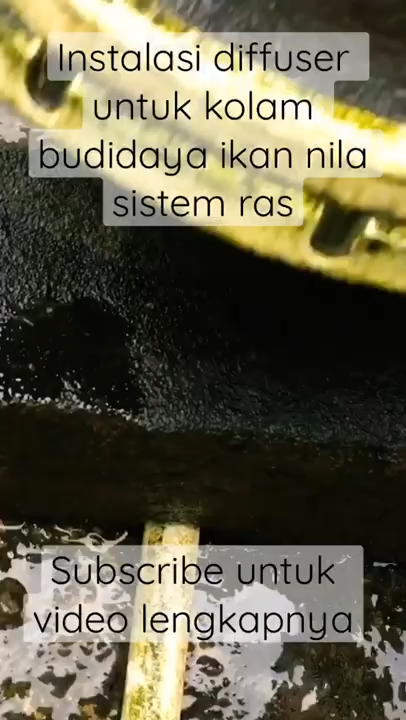 Instalasi diffuser
untuk kolam
budidaya ikan nila
sistem ras
Subscribe untuk
video lengkapnya